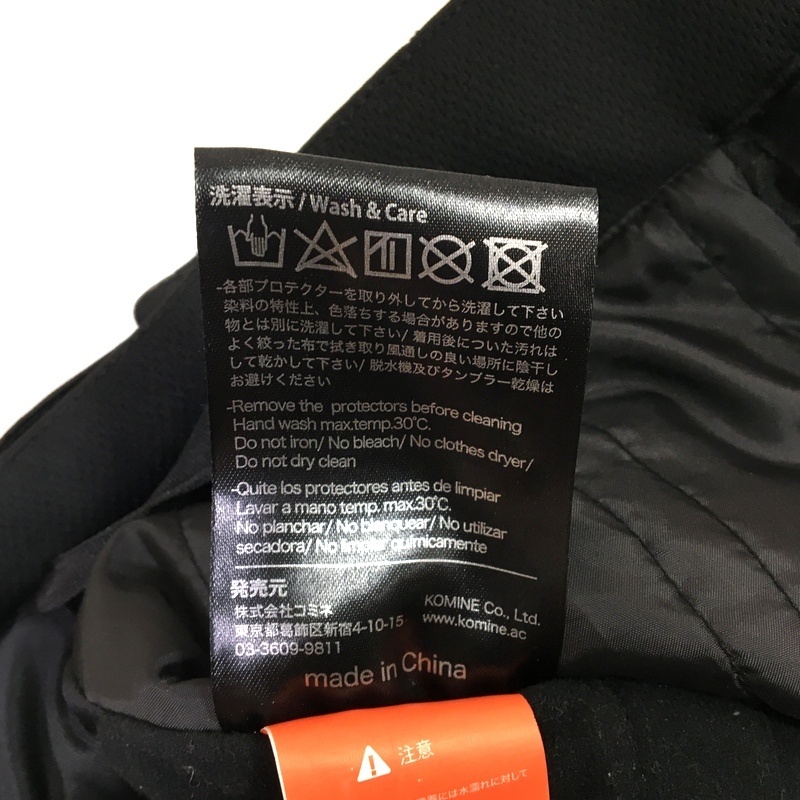 洗濯表示/Wash & Care
-各部プロテクターを取り外してから洗濯して下さい
染料の特性上、色落ちする場合がありますので他の
物とは別に洗濯して下さい/ 着用後についた汚れは
よく絞った布で拭き取り風通しの良い場所に陰干し
して乾かして下さい/ 脱水機及びタンブラー乾燥は
お避けください
-Remove the protectors before cleaning
Hand wash max.temp.30℃.
Do not iron/ No bleach/ No clothes dryer/
Do not dry clean
-Quite los protectores antes de limpiar
Lavar a mano temp. max.30℃.
No planchar/ No blanquear/ No utilizar
secadora/ No limpiar quimicamente
発売元
株式会社コミネ
東京都葛飾区新宿4-10-15
03-3609-9811
KOMINE Co., Ltd.
www.komine.ac
made in China
注意
には水濡れに対して